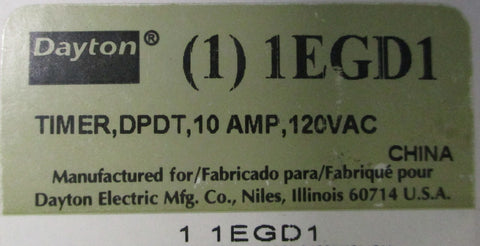 Dayton® (1) 1EGD1
TIMER,DPDT,10 AMP,120VAC
CHINA
Manufactured for/Fabricado para/Fabriqué pour
Dayton Electric Mfg. Co., Niles, Illinois 60714 U.S.A.
1 1EGD1